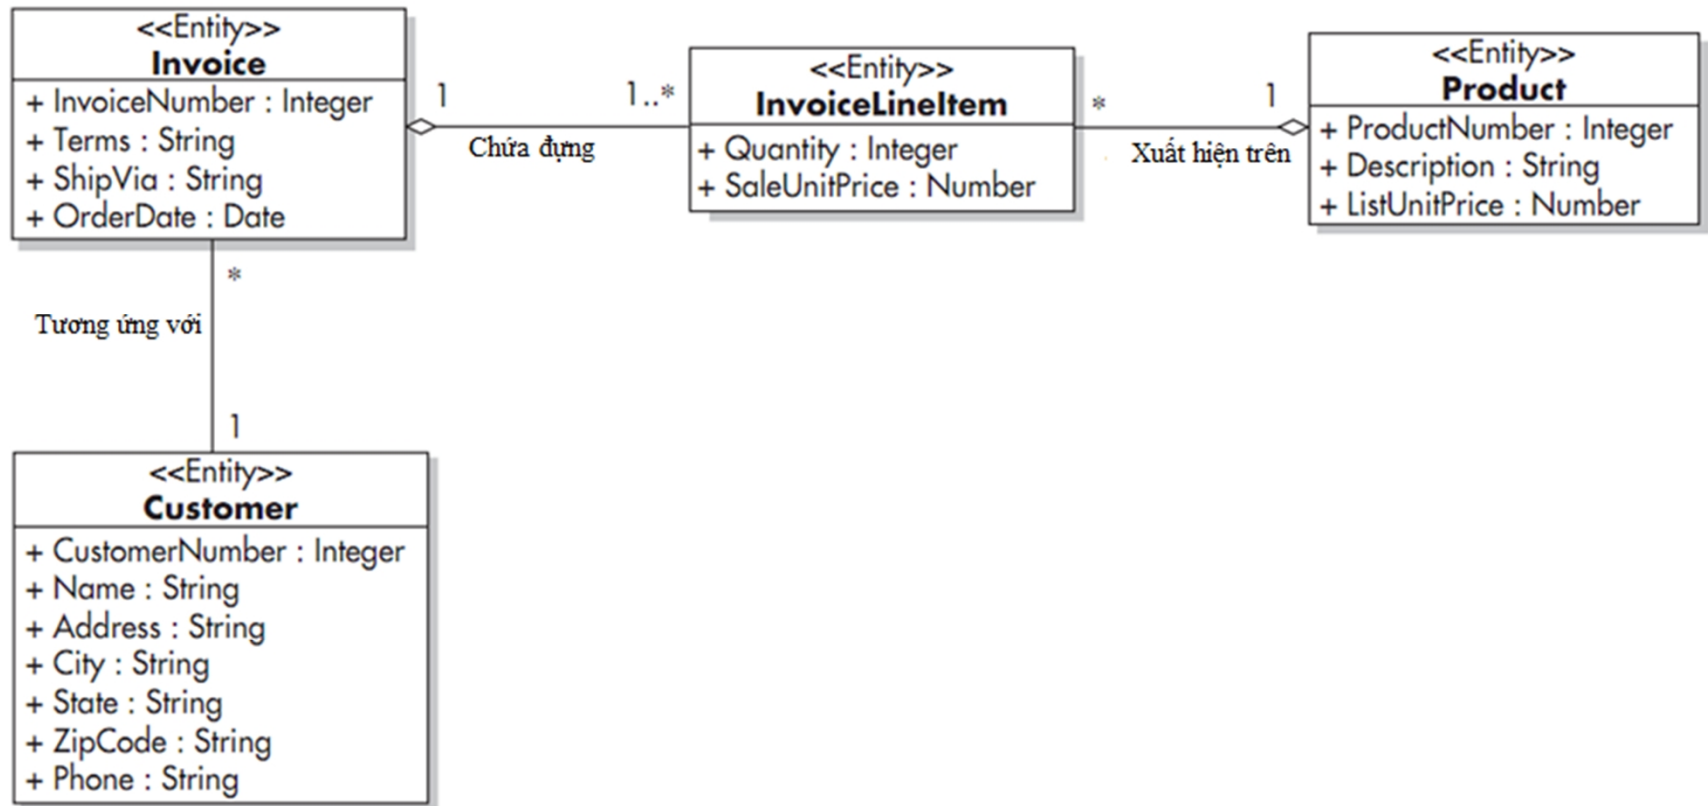 <<Entity>>
Invoice
+ InvoiceNumber : Integer
+ Terms : String
+ ShipVia : String
+ OrderDate : Date
1
1..*
Chứa đựng
<<Entity>>
InvoiceLineItem
+ Quantity : Integer
+ SaleUnitPrice : Number
*
1
Xuất hiện trên
<<Entity>>
Product
+ ProductNumber : Integer
+ Description : String
+ ListUnitPrice : Number
*
Tương ứng với
1
<<Entity>>
Customer
+ CustomerNumber : Integer
+ Name : String
+ Address : String
+ City : String
+ State : String
+ ZipCode : String
+ Phone : String